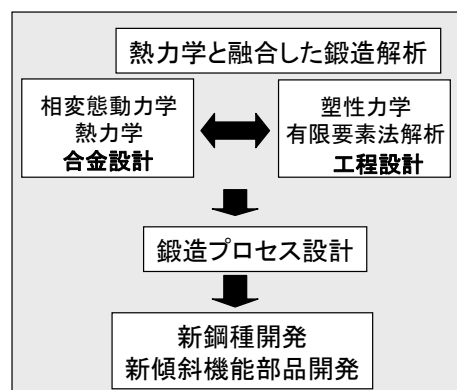 熱力学と融合した鍛造解析
相変態動力学
熱力学
合金設計
塑性力学
有限要素法解析
工程設計
鍛造プロセス設計
新鋼種開発
新傾斜機能部品開発